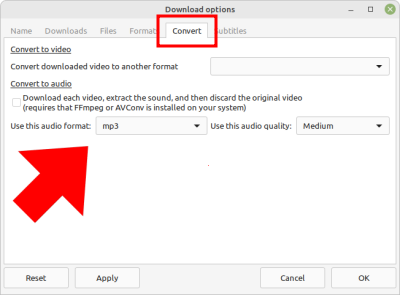 Download options
Name Downloads Files Formats Convert Subtitles
Convert to video
Convert downloaded video to another format
Convert to audio
Download each video, extract the sound, and then discard the original video
(requires that FFmpeg or AVConv is installed on your system)
Use this audio format: mp3 Use this audio quality: Medium
Reset Apply Cancel OK